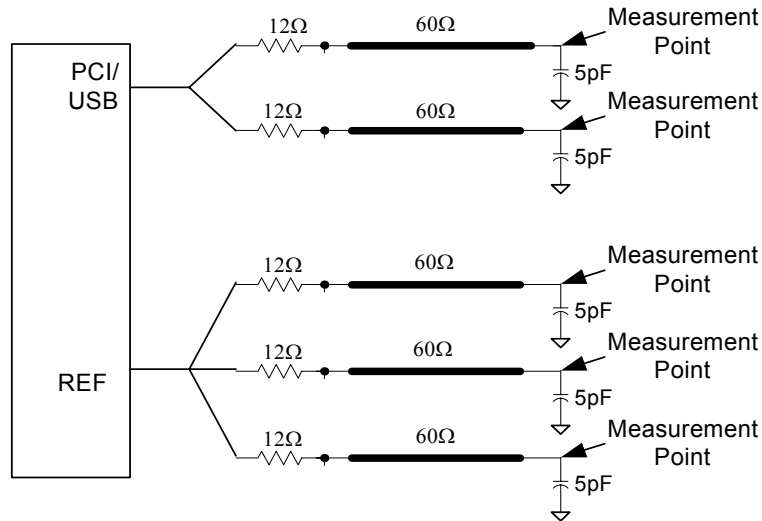 12Ω
60Ω
Measurement
Point
5pF
PCI/
USB
12Ω
60Ω
Measurement
Point
5pF
12Ω
60Ω
Measurement
Point
5pF
REF
12Ω
60Ω
Measurement
Point
5pF
12Ω
60Ω
Measurement
Point
5pF